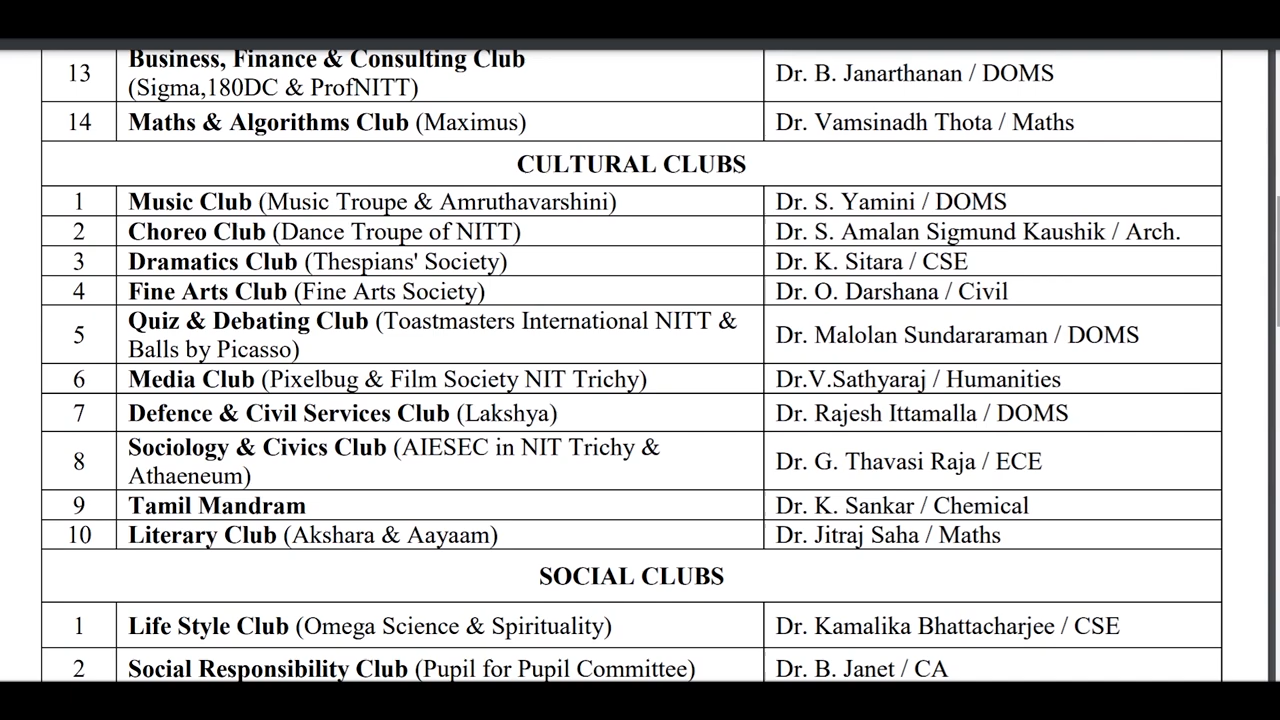 13 Business, Finance & Consulting Club
(Sigma,180DC & ProfNITT) Dr. B. Janarthanan / DOMS
14 Maths & Algorithms Club (Maximus) Dr. Vamsinadh Thota / Maths
CULTURAL CLUBS
1 Music Club (Music Troupe & Amruthavarshini) Dr. S. Yamini / DOMS
2 Choreo Club (Dance Troupe of NITT) Dr. S. Amalan Sigmund Kaushik / Arch.
3 Dramatics Club (Thespians' Society) Dr. K. Sitara / CSE
4 Fine Arts Club (Fine Arts Society) Dr. O. Darshana / Civil
5 Quiz & Debating Club (Toastmasters International NITT &
Balls by Picasso) Dr. Malolan Sundararaman / DOMS
6 Media Club (Pixelbug & Film Society NIT Trichy) Dr.V.Sathyaraj / Humanities
7 Defence & Civil Services Club (Lakshya) Dr. Rajesh Ittamalla / DOMS
8 Sociology & Civics Club (AIESEC in NIT Trichy &
Athaeneum) Dr. G. Thavasi Raja / ECE
9 Tamil Mandram Dr. K. Sankar / Chemical
10 Literary Club (Akshara & Aayaam) Dr. Jitraj Saha / Maths
SOCIAL CLUBS
1 Life Style Club (Omega Science & Spirituality) Dr. Kamalika Bhattacharjee / CSE
2 Social Responsibility Club (Pupil for Pupil Committee) Dr. B. Janet / CA